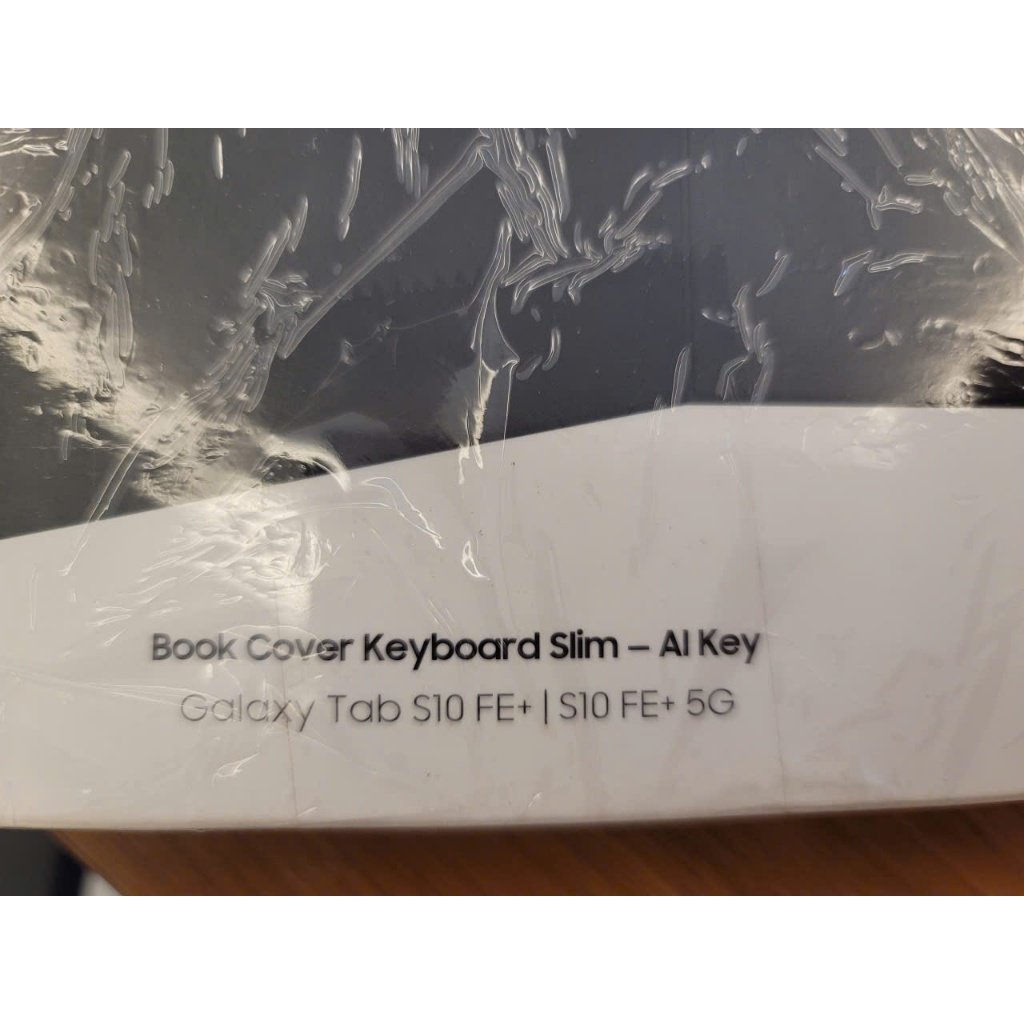 Book Cover Keyboard Slim – AI Key
Galaxy Tab S10 FE+ | S10 FE+ 5G